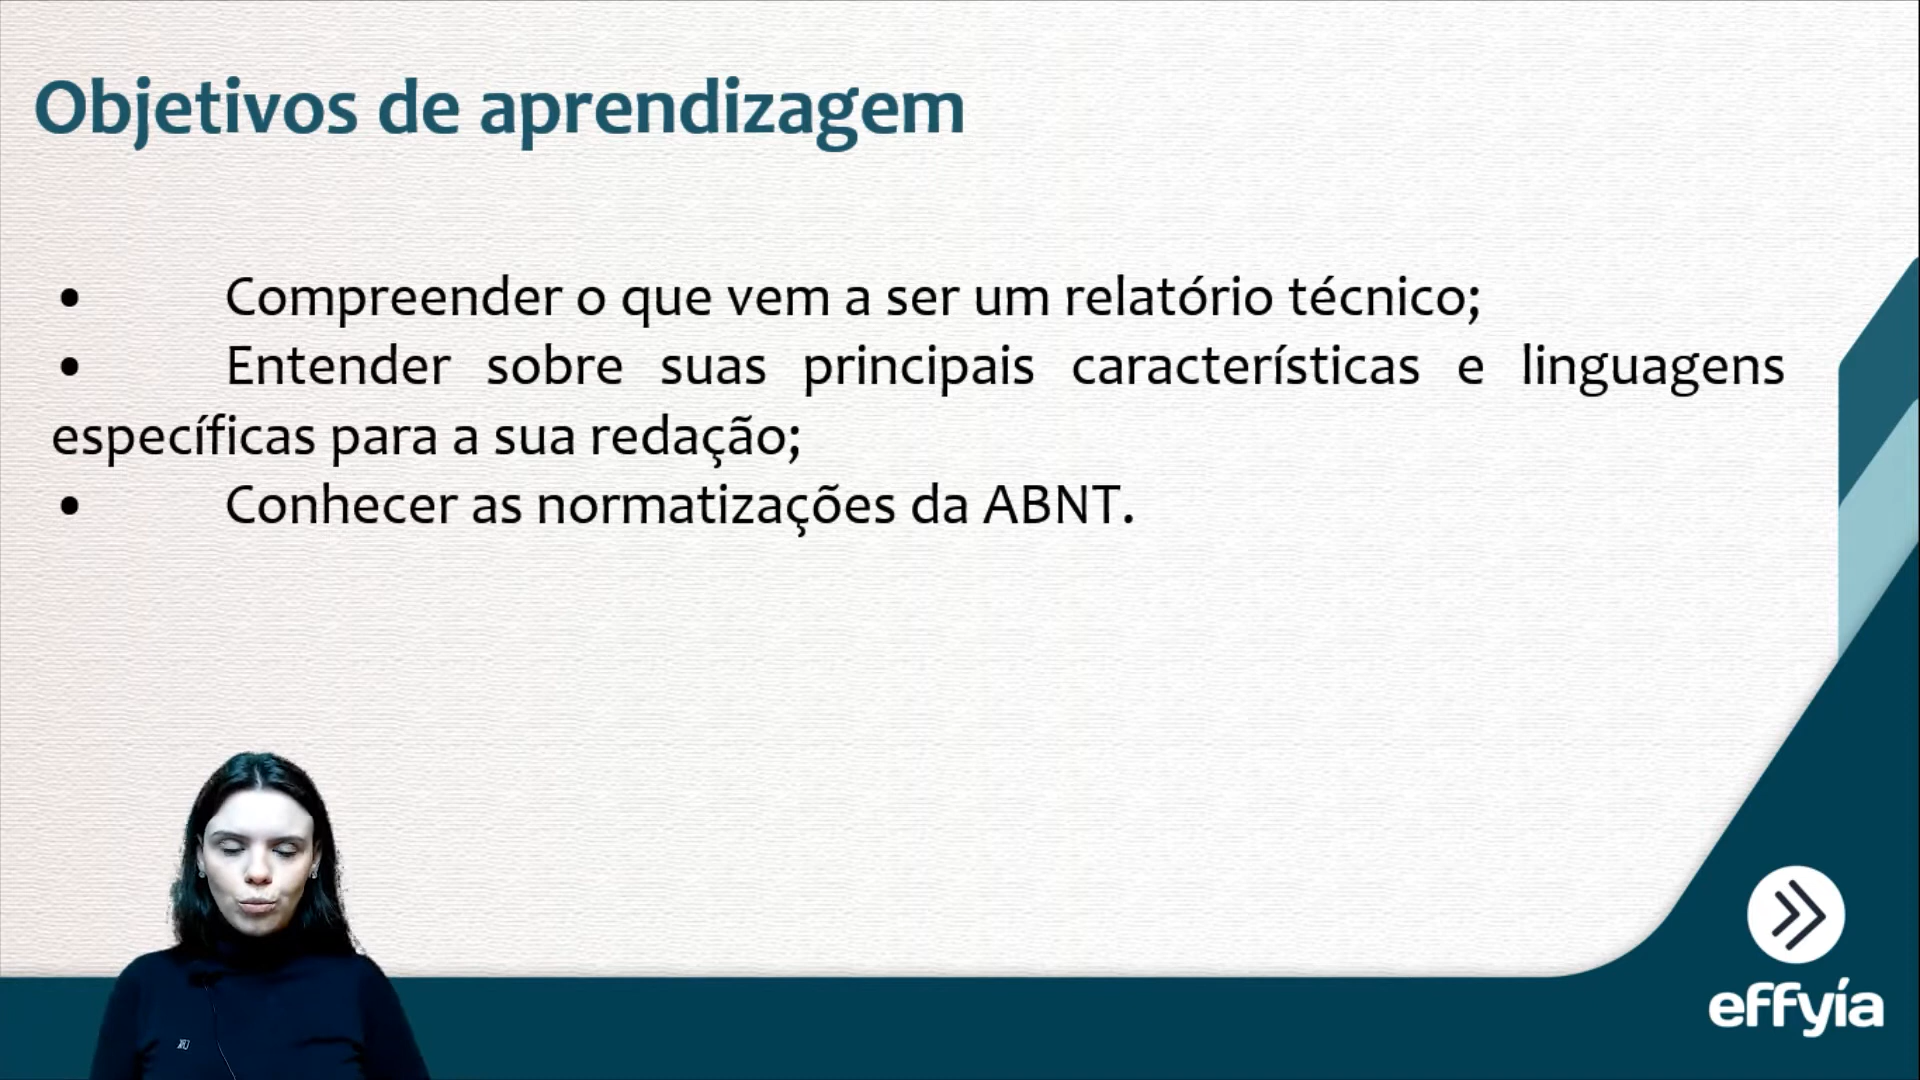 Objetivos de aprendizagem
• Compreender o que vem a ser um relatório técnico;
• Entender sobre suas principais características e linguagens
específicas para a sua redação;
• Conhecer as normatizações da ABNT.
effyía